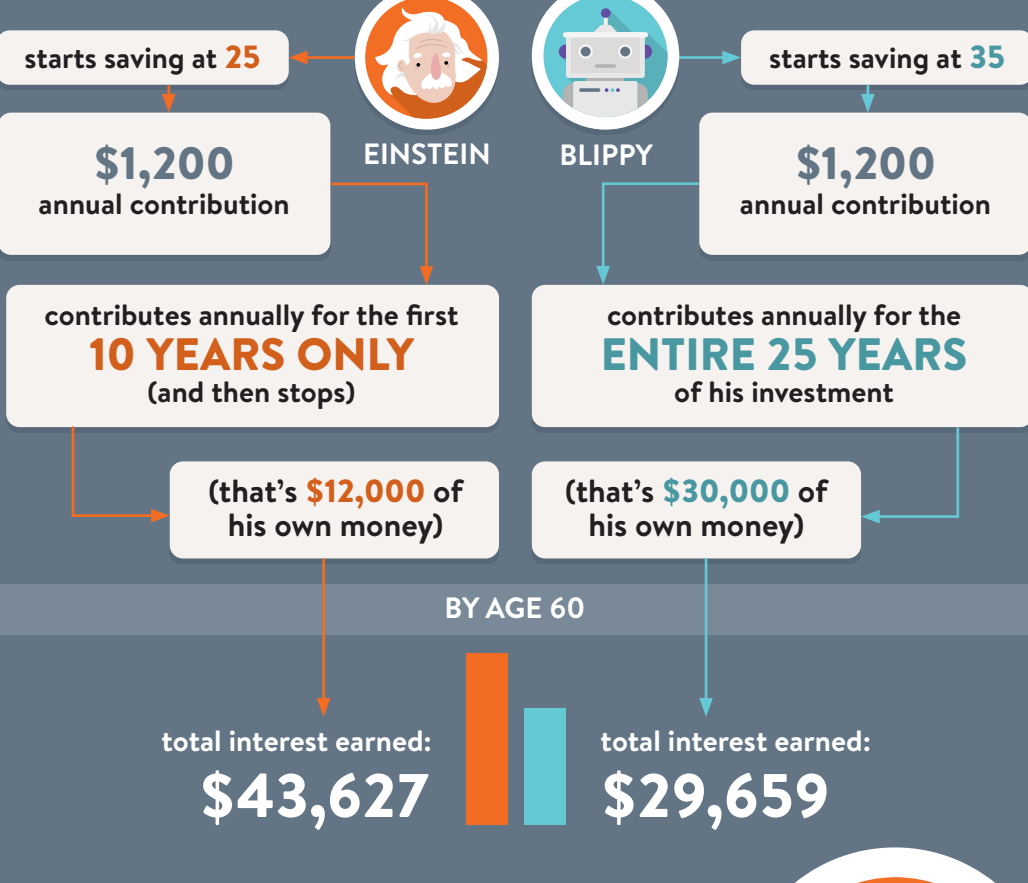 starts saving at 25
EINSTEIN
$1,200
annual contribution
contributes annually for the first
10 YEARS ONLY
(and then stops)
(that's $12,000 of
his own money)
starts saving at 35
BLIPPY
$1,200
annual contribution
contributes annually for the
ENTIRE 25 YEARS
of his investment
(that's $30,000 of
his own money)
BY AGE 60
total interest earned:
$43,627
total interest earned:
$29,659